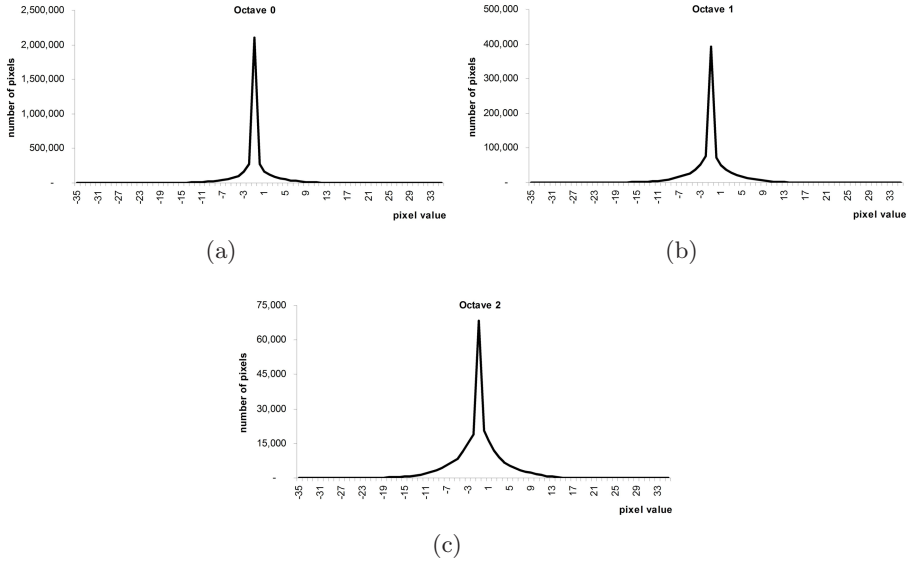 Octave 0
number of pixels
2,500,000
2,000,000
1,500,000
1,000,000
500,000
-
-35 -31 -27 -23 -19 -15 -11 -7 -3 1 5 9 13 17 21 25 29 33
pixel value
(a)
Octave 1
number of pixels
500,000
400,000
300,000
200,000
100,000
-
-35 -31 -27 -23 -19 -15 -11 -7 -3 1 5 9 13 17 21 25 29 33
pixel value
(b)
Octave 2
number of pixels
75,000
60,000
45,000
30,000
15,000
-
-35 -31 -27 -23 -19 -15 -11 -7 -3 1 5 9 13 17 21 25 29 33
pixel value
(c)